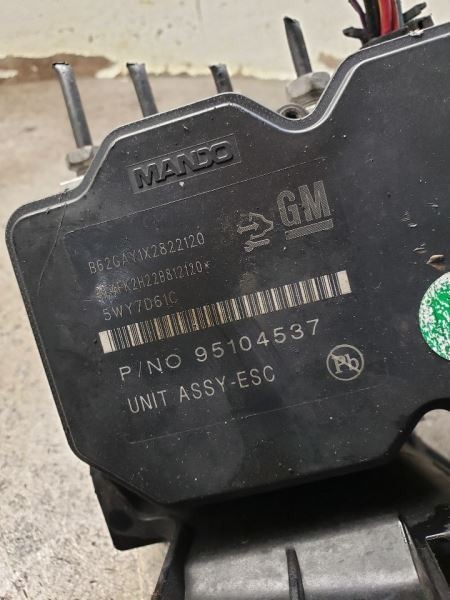 MANDO
GM
B62GAY1X2822120
5WY7D61C
P/NO 95104537
UNIT ASSY-ESC
Pb